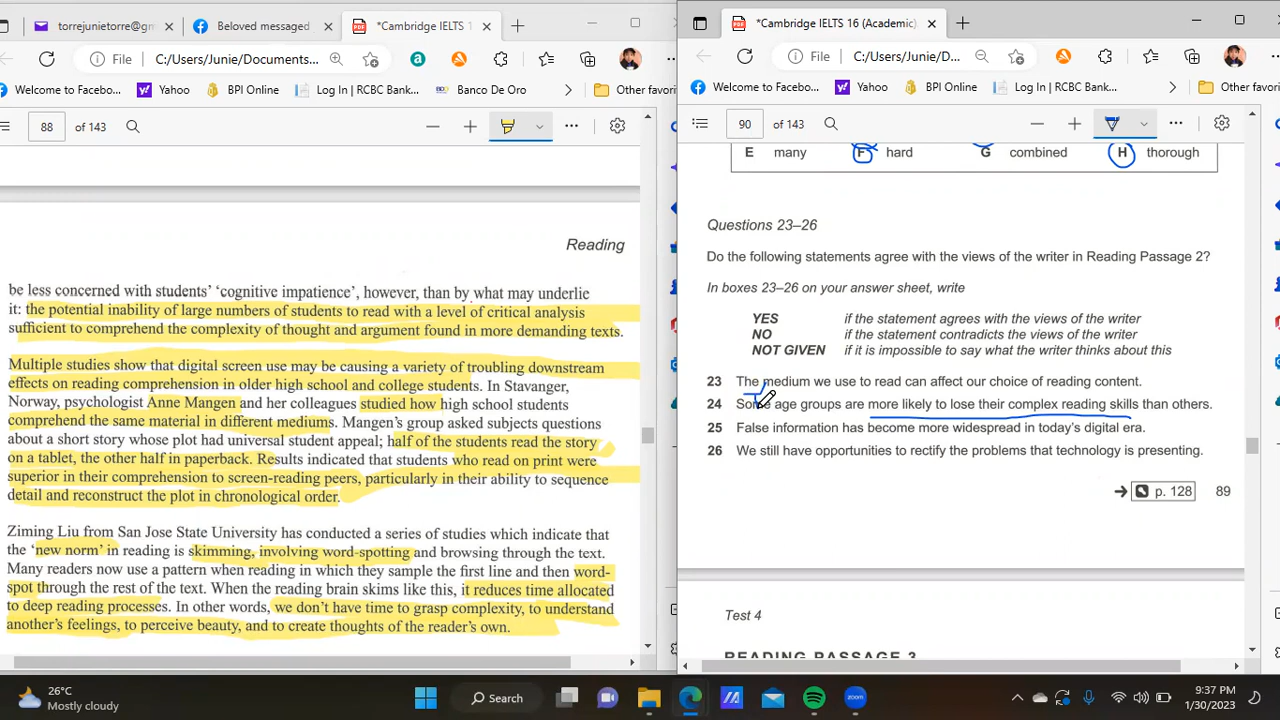 torrejunietorre@gmail.com
Beloved messaged
*Cambridge IELTS 1
File
C:/Users/Junie/Documents...
Welcome to Facebo...
Yahoo
BPI Online
Log In | RCBC Bank...
Banco De Oro
Other favor
88
of 143
Reading
be less concerned with students' 'cognitive impatience', however, than by what may underlie
it: the potential inability of large numbers of students to read with a level of critical analysis
sufficient to comprehend the complexity of thought and argument found in more demanding texts.
Multiple studies show that digital screen use may be causing a variety of troubling downstream
effects on reading comprehension in older high school and college students. In Stavanger,
Norway, psychologist Anne Mangen and her colleagues studied how high school students
comprehend the same material in different mediums. Mangen's group asked subjects questions
about a short story whose plot had universal student appeal; half of the students read the story
on a tablet, the other half in paperback. Results indicated that students who read on print were
superior in their comprehension to screen-reading peers, particularly in their ability to sequence
detail and reconstruct the plot in chronological order.
Ziming Liu from San Jose State University has conducted a series of studies which indicate that
the 'new norm' in reading is skimming, involving word-spotting and browsing through the text.
Many readers now use a pattern when reading in which they sample the first line and then word-
spot through the rest of the text. When the reading brain skims like this, it reduces time allocated
to deep reading processes. In other words, we don't have time to grasp complexity, to understand
another's feelings, to perceive beauty, and to create thoughts of the reader's own.
*Cambridge IELTS 16 (Academic)
File
C:/Users/Junie/D...
Welcome to Facebo...
Yahoo
BPI Online
Log In | RCBC Bank...
Other favor
90
of 143
E many F hard G combined H thorough
Questions 23–26
Do the following statements agree with the views of the writer in Reading Passage 2?
In boxes 23–26 on your answer sheet, write
YES if the statement agrees with the views of the writer
NO if the statement contradicts the views of the writer
NOT GIVEN if it is impossible to say what the writer thinks about this
23 The medium we use to read can affect our choice of reading content.
24 Some age groups are more likely to lose their complex reading skills than others.
25 False information has become more widespread in today's digital era.
26 We still have opportunities to rectify the problems that technology is presenting.
p. 128 89
Test 4
READING PASSAGE 3
26°C
Mostly cloudy
Search
zoom
9:37 PM
1/30/2023